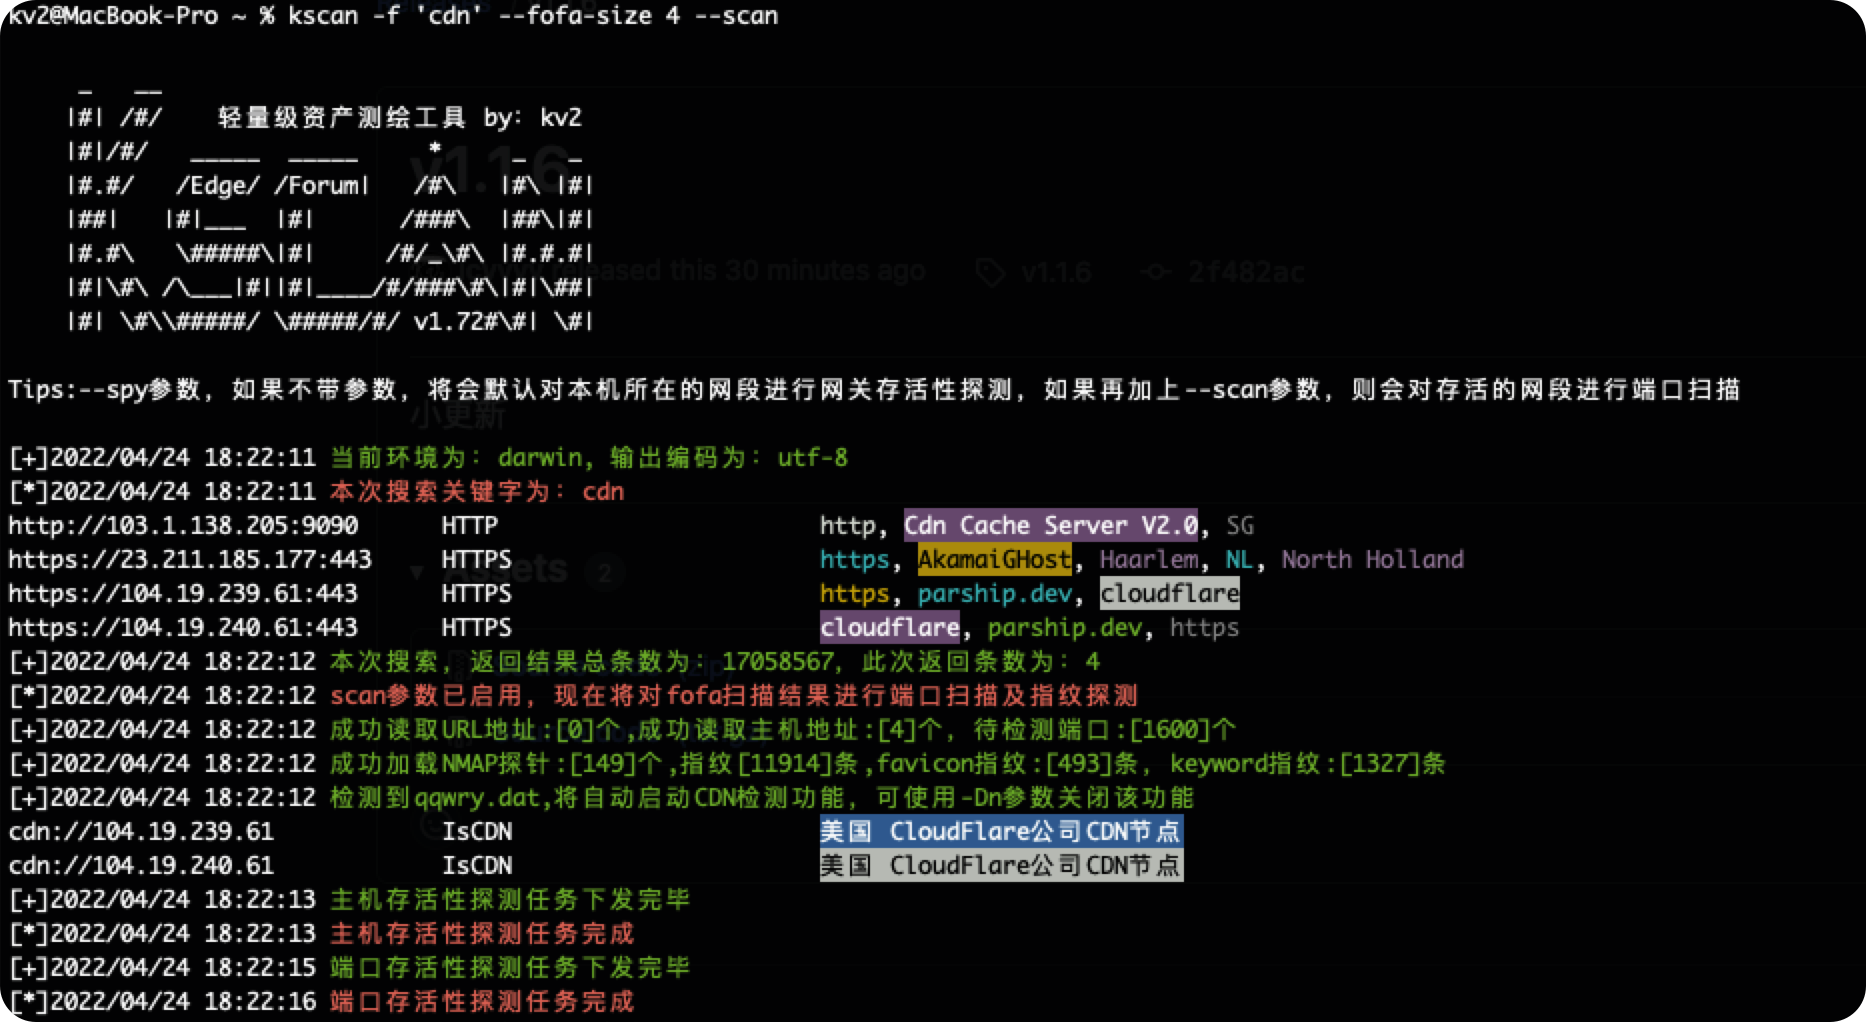 kv2@MacBook-Pro ~ % kscan -f 'cdn' --fofa-size 4 --scan
     _   __
    |#| /#/    轻量级资产测绘工具 by: kv2
    |#|/#/   _____  _____     *     _   _
    |#.#/   /Edge/ /Forum|   /#\   |#\ |#|
    |##|   |#|___  |#|      /###\  |##\|#|
    |#.#\   \#####\|#|     /#/_\#\ |#.#.#|
    |#|\#\ /\___|#||#|____/#/###\#\|#|\##|
    |#| \#\\#####/ \#####/#/ v1.72#\#| \#|
Tips:--spy参数, 如果不带参数, 将会默认对本机所在的网段进行网关存活性探测, 如果再加上--scan参数, 则会对存活的网段进行端口扫描
[+]2022/04/24 18:22:11 当前环境为: darwin, 输出编码为: utf-8
[*]2022/04/24 18:22:11 本次搜索关键字为: cdn
http://103.1.138.205:9090      HTTP                       http, Cdn Cache Server V2.0, SG
https://23.211.185.177:443     HTTPS                      https, AkamaiGHost, Haarlem, NL, North Holland
https://104.19.239.61:443      HTTPS                      https, parship.dev, cloudflare
https://104.19.240.61:443      HTTPS                      cloudflare, parship.dev, https
[+]2022/04/24 18:22:12 本次搜索, 返回结果总条数为: 17058567, 此次返回条数为: 4
[*]2022/04/24 18:22:12 scan参数已启用, 现在将对fofa扫描结果进行端口扫描及指纹探测
[+]2022/04/24 18:22:12 成功读取URL地址:[0]个,成功读取主机地址:[4]个, 待检测端口:[1600]个
[+]2022/04/24 18:22:12 成功加载NMAP探针:[149]个,指纹[11914]条,favicon指纹:[493]条, keyword指纹:[1327]条
[+]2022/04/24 18:22:12 检测到qqwry.dat,将自动启动CDN检测功能, 可使用-Dn参数关闭该功能
cdn://104.19.239.61            IsCDN                      美国 CloudFlare公司CDN节点
cdn://104.19.240.61            IsCDN                      美国 CloudFlare公司CDN节点
[+]2022/04/24 18:22:13 主机存活性探测任务下发完毕
[*]2022/04/24 18:22:13 主机存活性探测任务完成
[+]2022/04/24 18:22:15 端口存活性探测任务下发完毕
[*]2022/04/24 18:22:16 端口存活性探测任务完成
v1.1.6
released this 30 minutes ago
v1.1.6
2f482ac
小更新
Assets 2